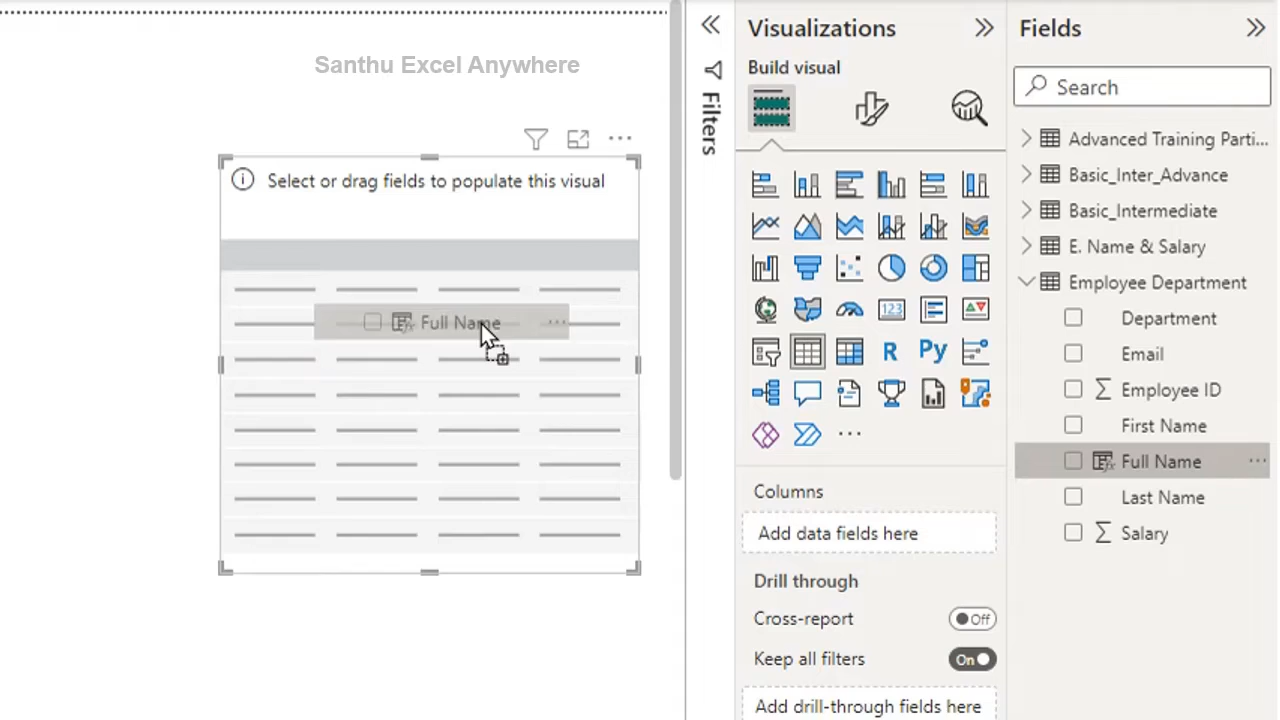 Santhu Excel Anywhere
Select or drag fields to populate this visual
Full Name
Filters
Visualizations
Build visual
123
R
Py
Columns
Add data fields here
Drill through
Cross-report
Off
Keep all filters
On
Add drill-through fields here
Fields
Search
Advanced Training Parti...
Basic_Inter_Advance
Basic_Intermediate
E. Name & Salary
Employee Department
Department
Email
Σ Employee ID
First Name
Full Name
Last Name
Σ Salary